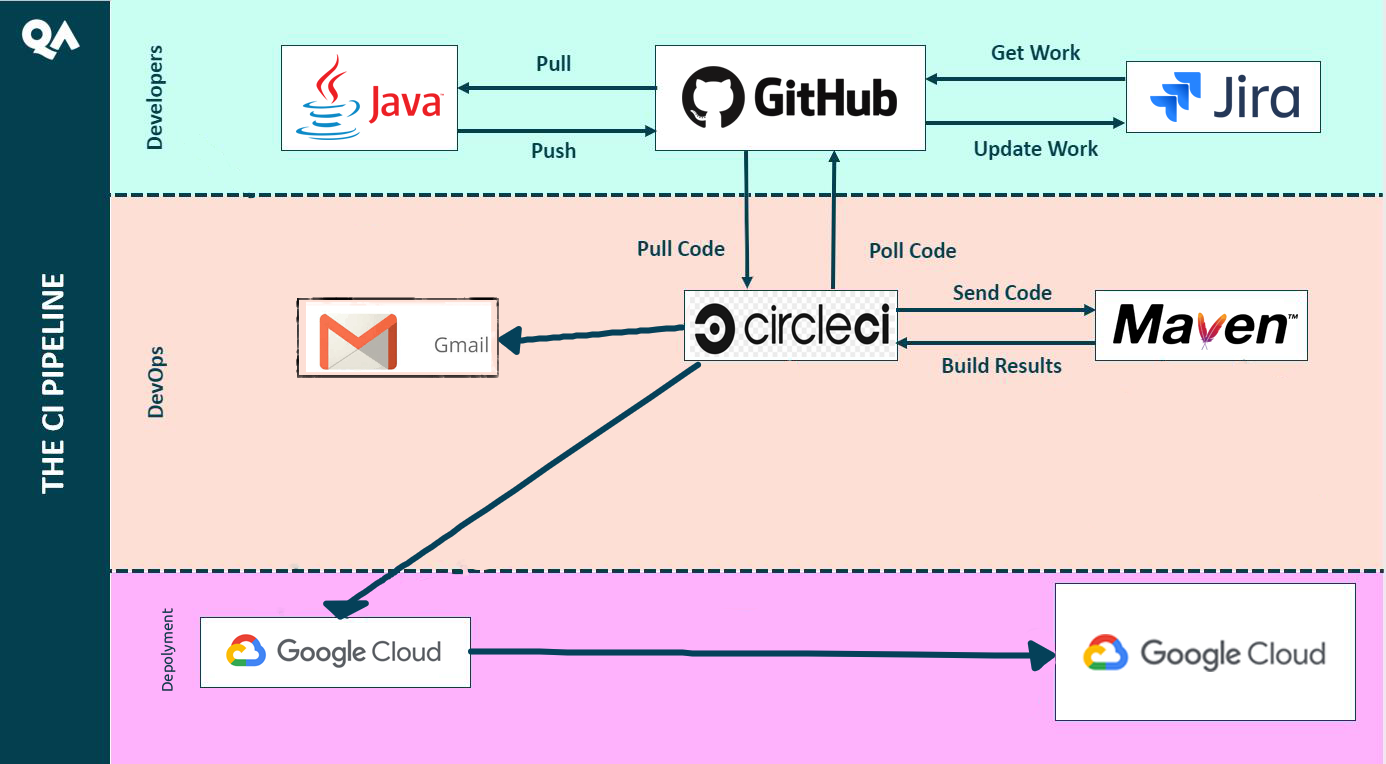 QA
THE CI PIPELINE
Developers
Java™
Pull
Push
GitHub
Get Work
Update Work
Jira
DevOps
Pull Code
Poll Code
Gmail
circleci
Send Code
Build Results
Maven™
Depolyment
Google Cloud
Google Cloud